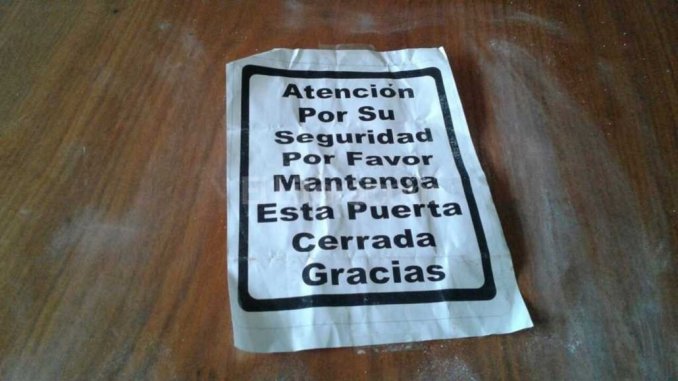 Atención
Por Su
Seguridad
Por Favor
Mantenga
Esta Puerta
Cerrada
Gracias